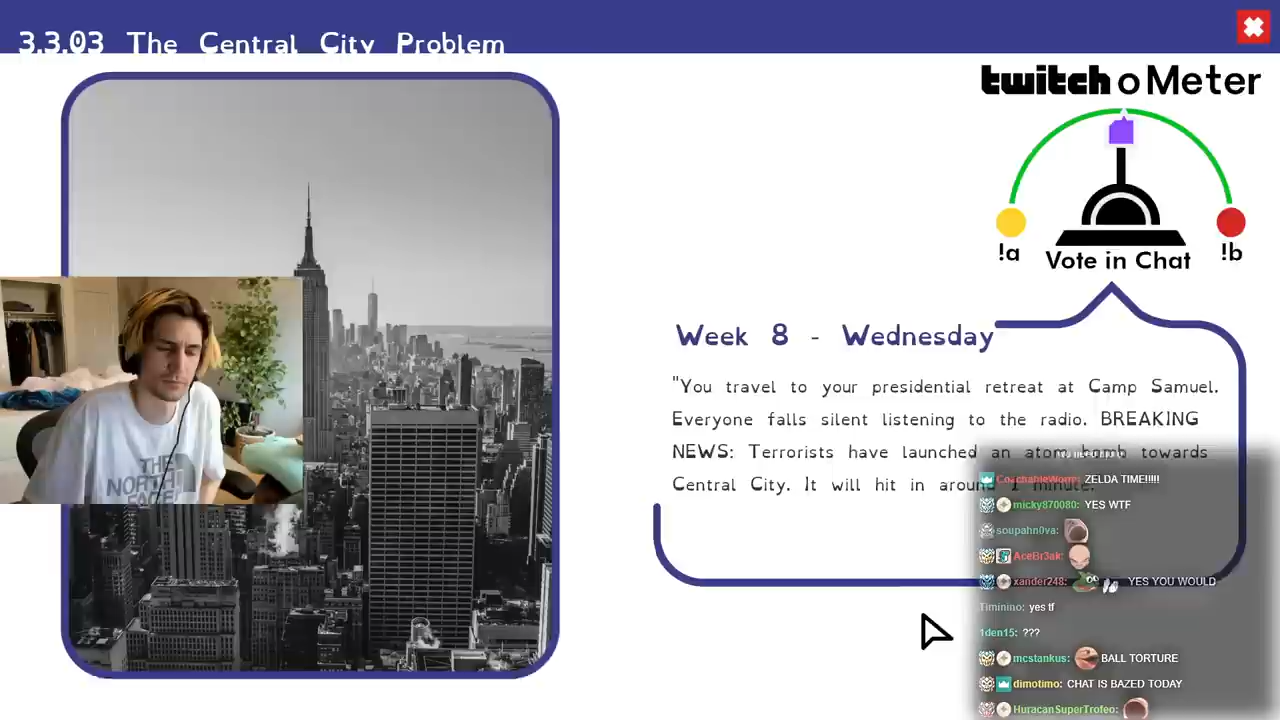 3.3.03 The Central City Problem
twitch o Meter
!a
!b
Vote in Chat
Week 8 - Wednesday
"You travel to your presidential retreat at Camp Samuel.
Everyone falls silent listening to the radio. BREAKING
NEWS: Terrorists have launched an atom bomb towards
Central City. It will hit in around 1 minute.
THE
NORTH
FACE
CoachableWorm: ZELDA TIME!!!!!
micky870080: YES WTF
soupahn0va:
AceBr3ak:
xander248: YES YOU WOULD
Timinino: yes tf
1den15: ???
mcstankus: BALL TORTURE
dimotimo: CHAT IS BAZED TODAY
HuracanSuperTrofeo: